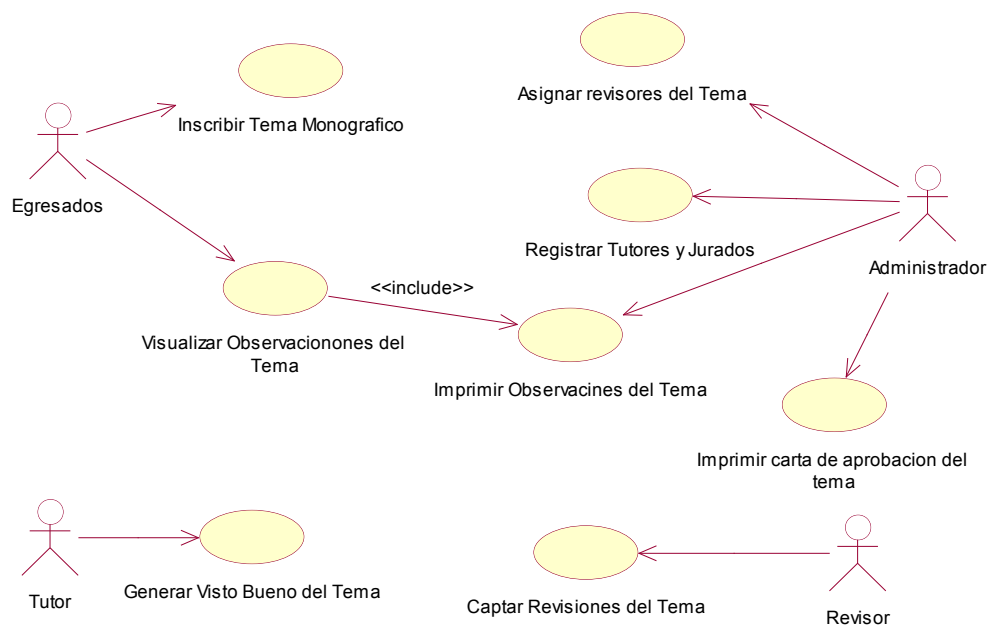 Asignar revisores del Tema
Inscribir Tema Monografico
Egresados
Registrar Tutores y Jurados
Administrador
<<include>>
Visualizar Observacionones del
Tema
Imprimir Observacines del Tema
Imprimir carta de aprobacion del
tema
Generar Visto Bueno del Tema
Tutor
Captar Revisiones del Tema
Revisor